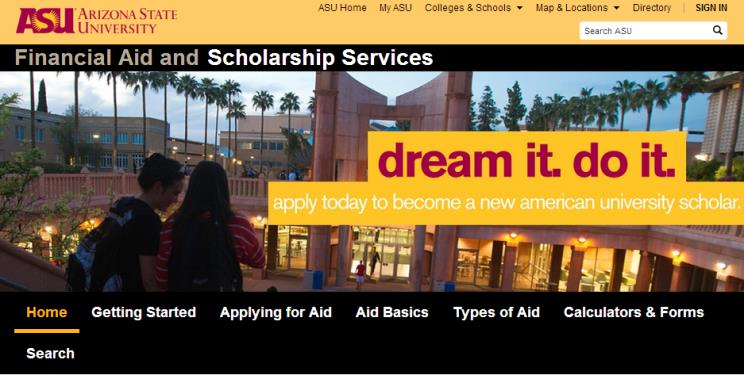 ASU ARIZONA STATE UNIVERSITY
ASU Home My ASU Colleges & Schools Map & Locations Directory SIGN IN
Search ASU
Financial Aid and Scholarship Services
dream it. do it.
apply today to become a new american university scholar.
Home Getting Started Applying for Aid Aid Basics Types of Aid Calculators & Forms
Search